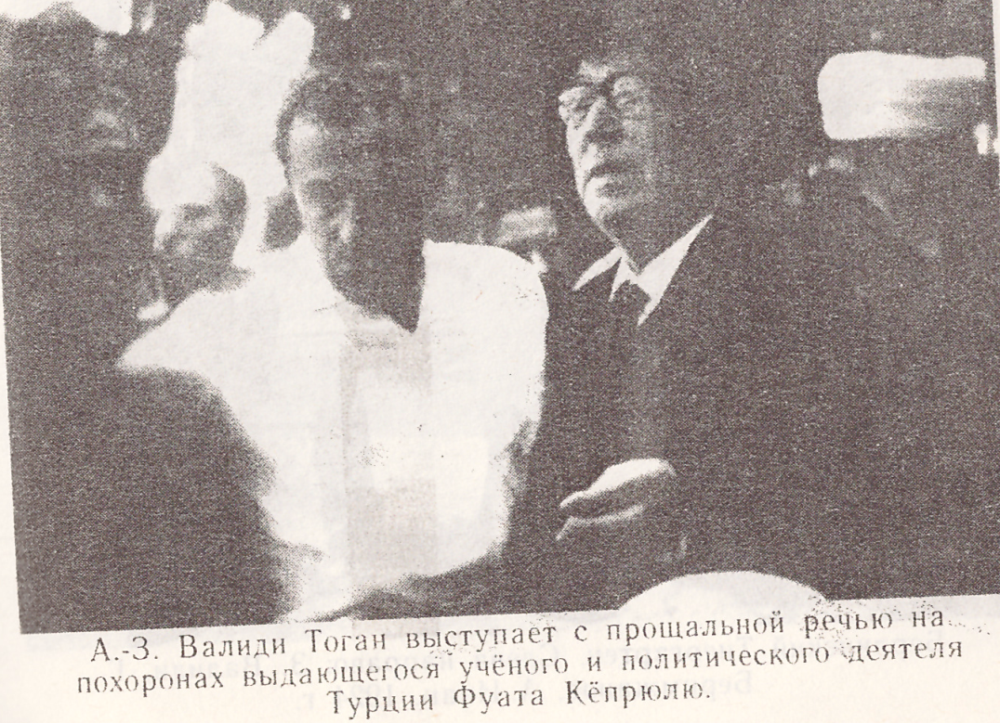 А.-З. Валиди Тоган выступает с прощальной речью на
похоронах выдающегося учёного и политического деятеля
Турции Фуата Кёпрюлю.